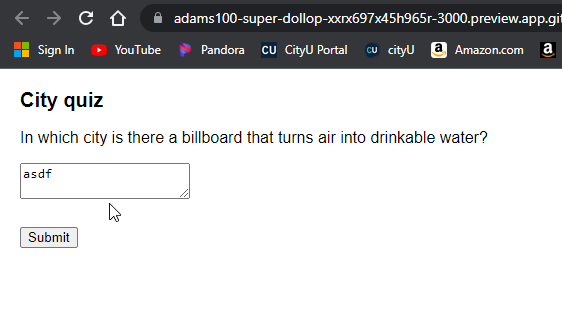 adams100-super-dollop-xxrx697x45h965r-3000.preview.app.git
Sign In YouTube Pandora CU CityU Portal CU cityU a Amazon.com a
City quiz
In which city is there a billboard that turns air into drinkable water?
asdf
Submit